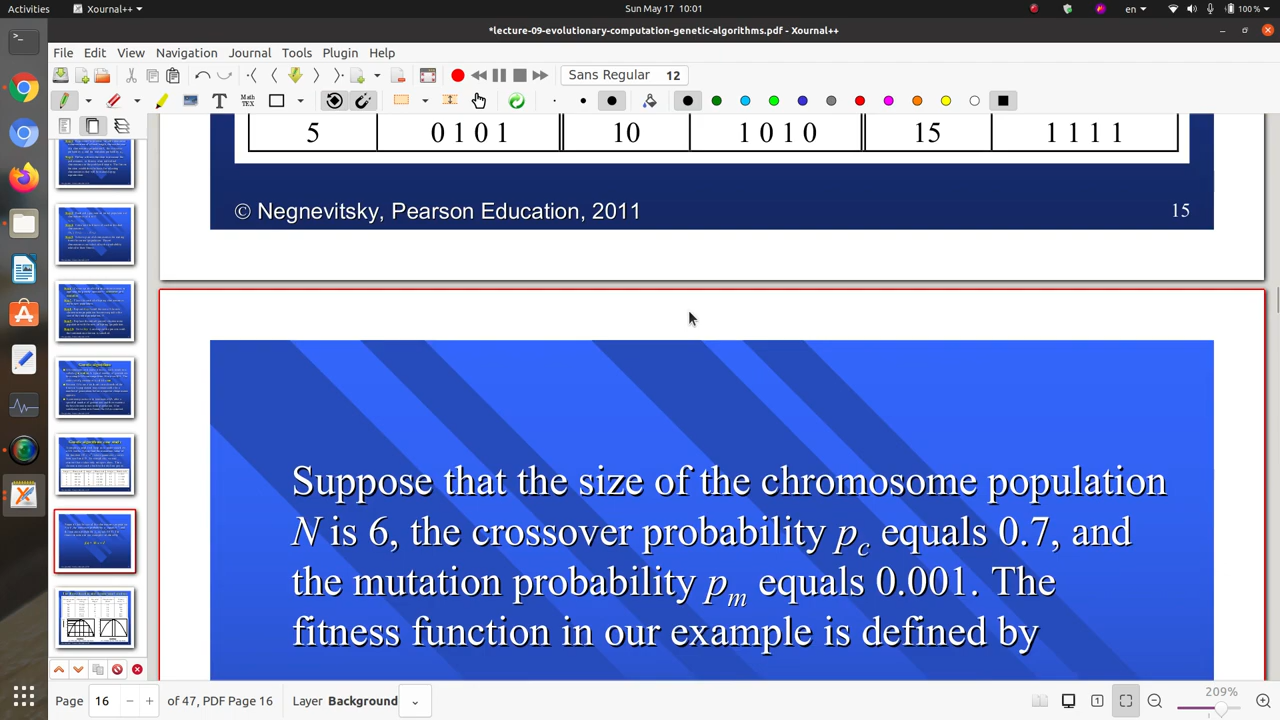 Activities Xournal++ Sun May 17 10:01 en 100 %
*lecture-09-evolutionary-computation-genetic-algorithms.pdf - Xournal++
File Edit View Navigation Journal Tools Plugin Help
Sans Regular 12
5 0 1 0 1 10 1 0 1 0 15 1 1 1 1
© Negnevitsky, Pearson Education, 2011 15
Suppose that the size of the chromosome population
N is 6, the crossover probability pc equals 0.7, and
the mutation probability pm equals 0.001. The
fitness function in our example is defined by
Page 16 of 47, PDF Page 16 Layer Background 209%